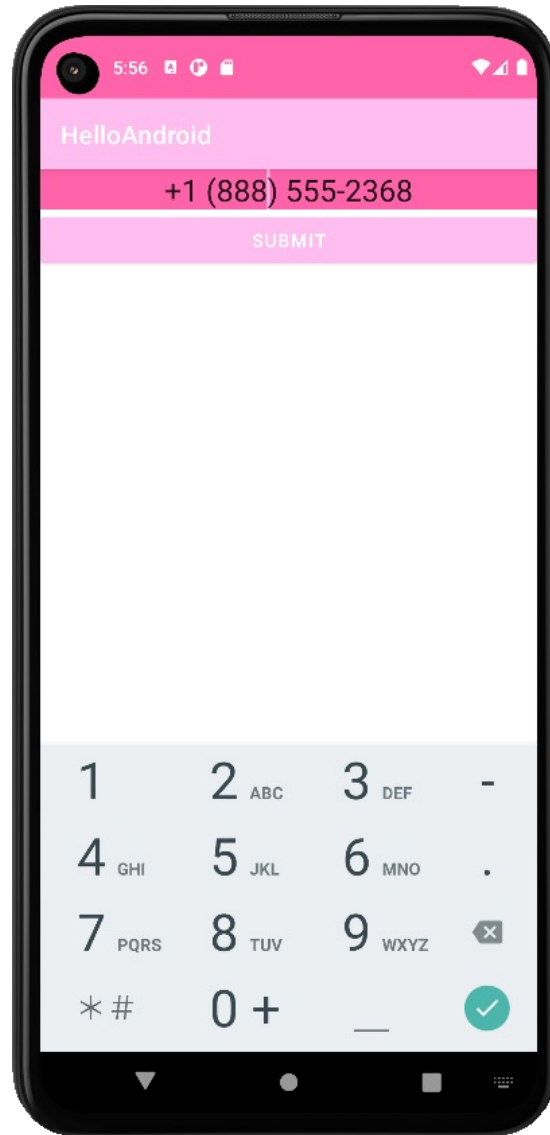 5:56
HelloAndroid
+1 (888) 555-2368
SUBMIT
1 2 ABC 3 DEF -
4 GHI 5 JKL 6 MNO .
7 PQRS 8 TUV 9 WXYZ
*# 0 + _